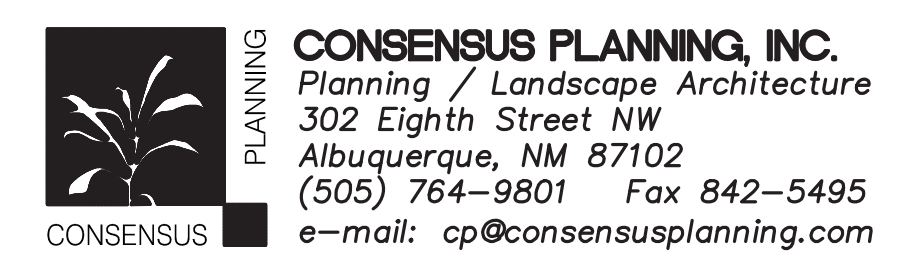 CONSENSUS
PLANNING
CONSENSUS PLANNING, INC.
Planning / Landscape Architecture
302 Eighth Street NW
Albuquerque, NM 87102
(505) 764-9801 Fax 842-5495
e-mail: cp@consensusplanning.com